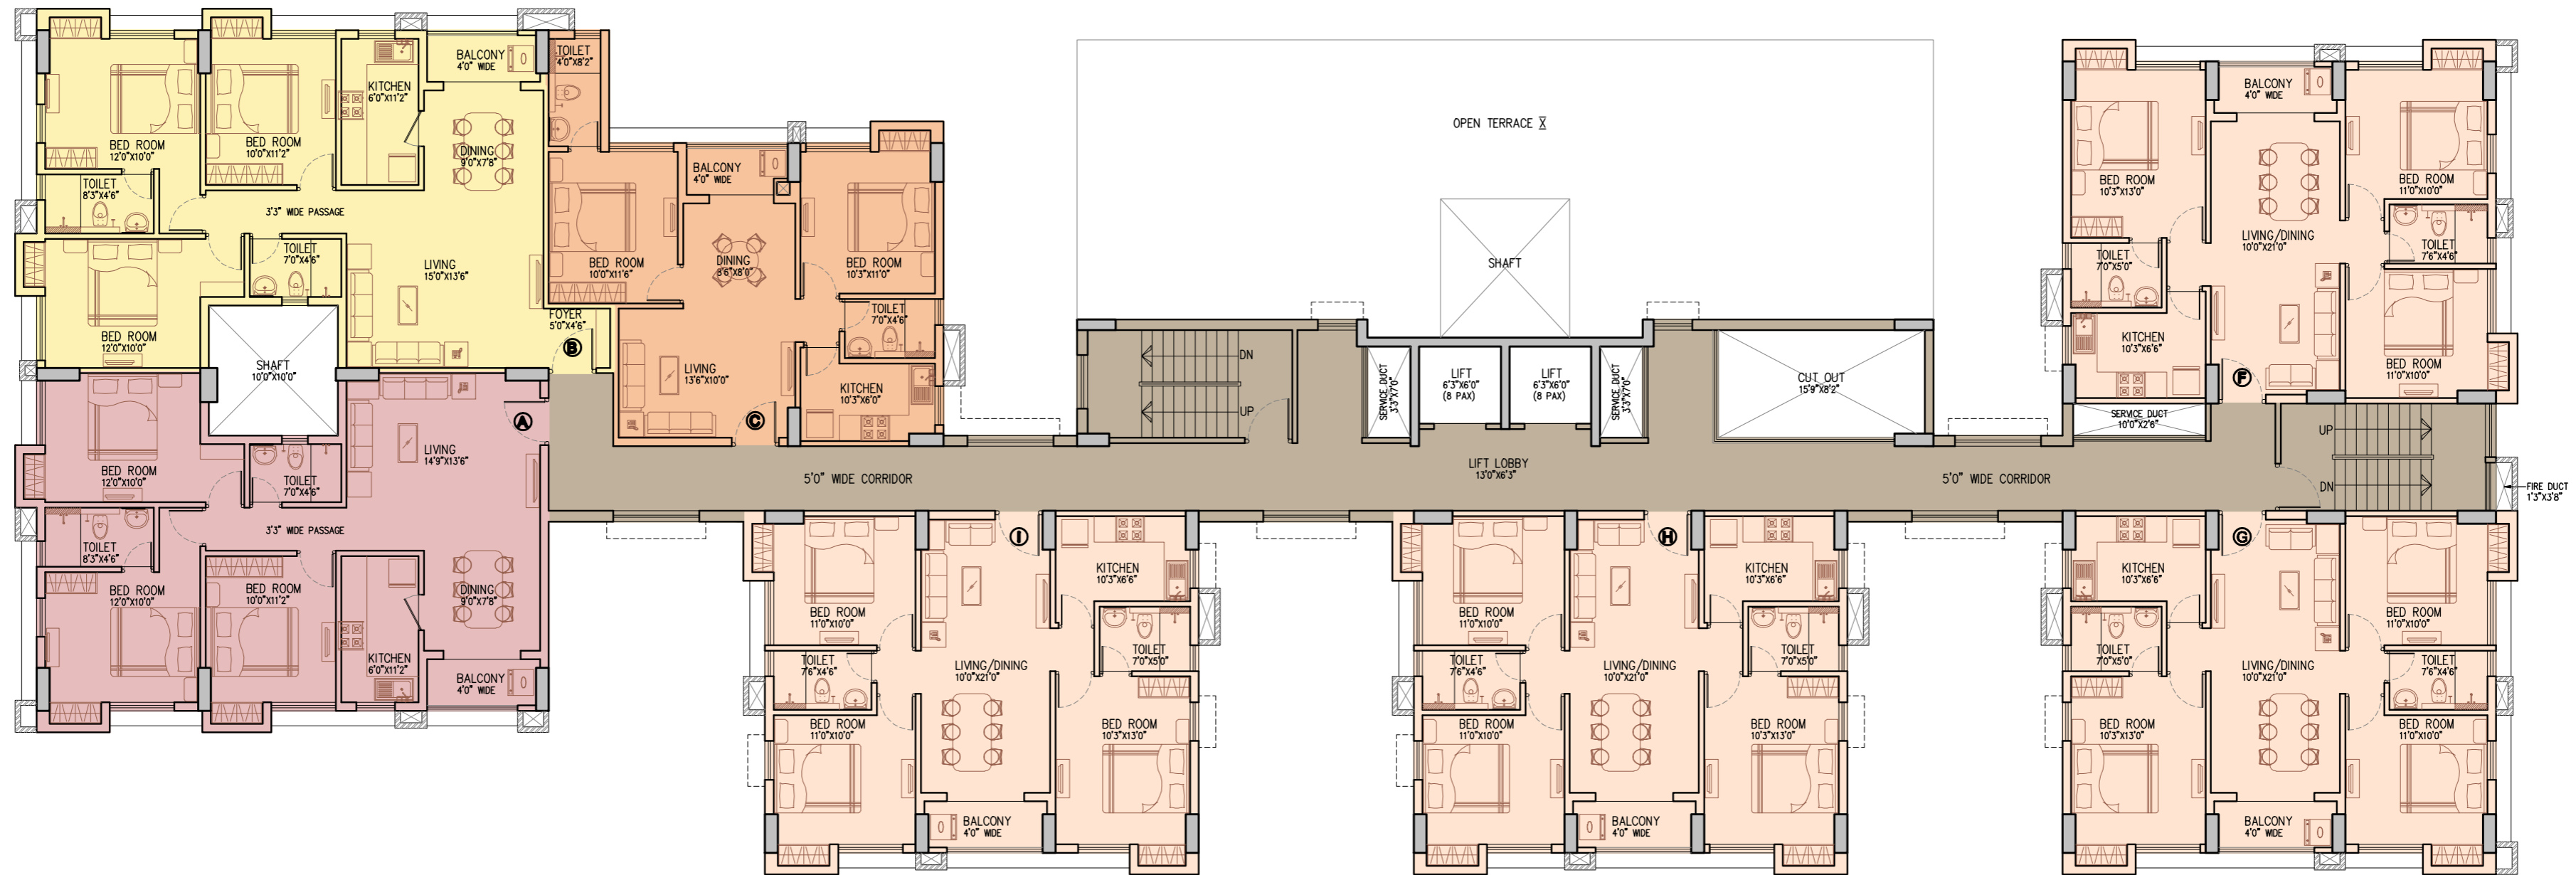 BED ROOM
12'0"X10'0"
BED ROOM
10'0"X11'2"
KITCHEN
6'0"X11'2"
BALCONY
4'0" WIDE
DINING
9'0"X7'8"
TOILET
8'3"X4'6"
3'3" WIDE PASSAGE
TOILET
7'0"X4'6"
LIVING
15'0"X13'6"
BED ROOM
12'0"X10'0"
FOYER
5'0"X4'6"
B
SHAFT
10'0"X10'0"
TOILET
4'0"X8'2"
BALCONY
4'0" WIDE
BED ROOM
10'0"X11'6"
DINING
8'6"X8'0"
BED ROOM
10'3"X11'0"
TOILET
7'0"X4'6"
LIVING
13'6"X10'0"
KITCHEN
10'3"X6'0"
C
A
LIVING
14'9"X13'6"
BED ROOM
12'0"X10'0"
TOILET
7'0"X4'6"
3'3" WIDE PASSAGE
TOILET
8'3"X4'6"
BED ROOM
12'0"X10'0"
BED ROOM
10'0"X11'2"
DINING
9'0"X7'8"
KITCHEN
6'0"X11'2"
BALCONY
4'0" WIDE
OPEN TERRACE X
SHAFT
DN
UP
SERVICE DUCT
3'3"X7'0"
LIFT
6'3"X6'0"
(8 PAX)
LIFT
6'3"X6'0"
(8 PAX)
SERVICE DUCT
3'3"X7'0"
CUT OUT
15'9"X8'2"
5'0" WIDE CORRIDOR
LIFT LOBBY
13'0"X6'3"
5'0" WIDE CORRIDOR
BALCONY
4'0" WIDE
BED ROOM
10'3"X13'0"
BED ROOM
11'0"X10'0"
LIVING/DINING
10'0"X21'0"
TOILET
7'6"X4'6"
TOILET
7'0"X5'0"
KITCHEN
10'3"X6'6"
BED ROOM
11'0"X10'0"
F
SERVICE DUCT
10'0"X2'6"
UP
DN
FIRE DUCT
1'3"X3'8"
I
KITCHEN
10'3"X6'6"
BED ROOM
11'0"X10'0"
TOILET
7'0"X5'0"
TOILET
7'6"X4'6"
LIVING/DINING
10'0"X21'0"
BED ROOM
11'0"X10'0"
BED ROOM
10'3"X13'0"
BALCONY
4'0" WIDE
H
KITCHEN
10'3"X6'6"
BED ROOM
11'0"X10'0"
TOILET
7'0"X5'0"
TOILET
7'6"X4'6"
LIVING/DINING
10'0"X21'0"
BED ROOM
11'0"X10'0"
BED ROOM
10'3"X13'0"
BALCONY
4'0" WIDE
G
KITCHEN
10'3"X6'6"
BED ROOM
11'0"X10'0"
TOILET
7'0"X5'0"
LIVING/DINING
10'0"X21'0"
TOILET
7'6"X4'6"
BED ROOM
10'3"X13'0"
BED ROOM
11'0"X10'0"
BALCONY
4'0" WIDE